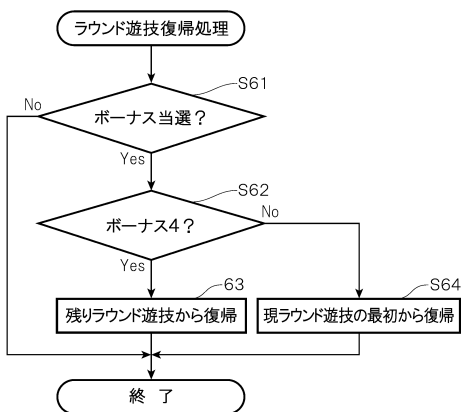 ラウンド遊技復帰処理
S61
No
ボーナス当選?
Yes
S62
ボーナス4?
No
Yes
63
S64
残りラウンド遊技から復帰
現ラウンド遊技の最初から復帰
終 了